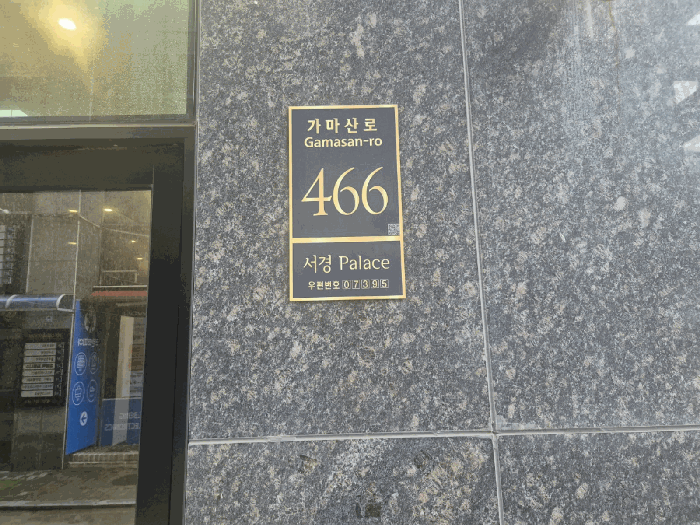 가마산로
Gamasan-ro
466
서경 Palace
우편번호 07395